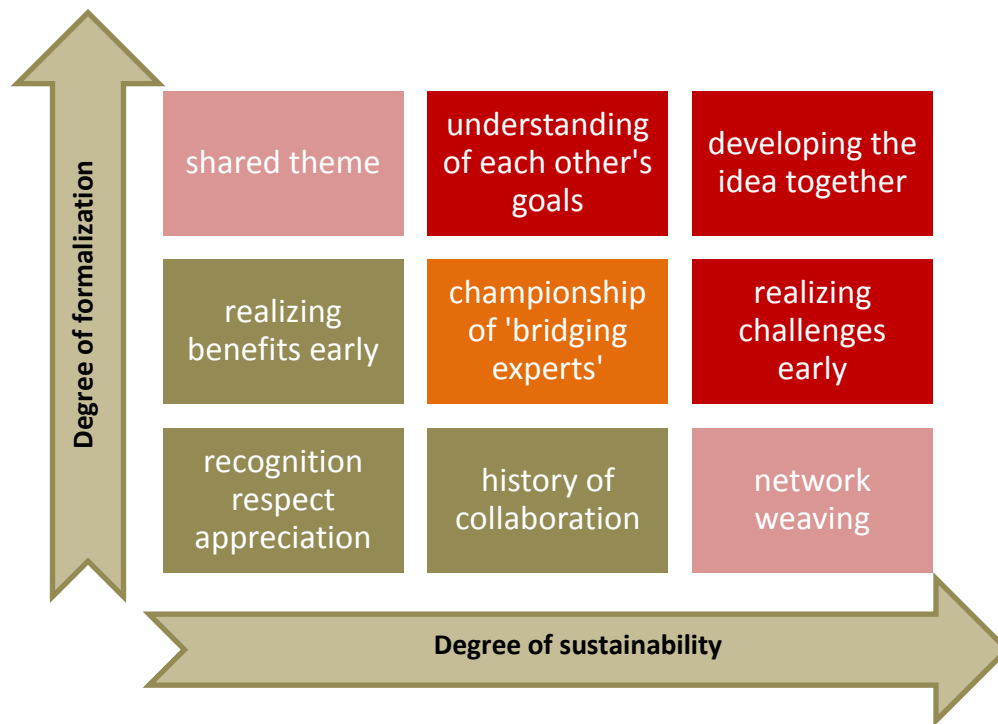 Degree of formalization
shared theme
understanding
of each other's
goals
developing the
idea together
realizing
benefits early
championship
of 'bridging
experts'
realizing
challenges
early
recognition
respect
appreciation
history of
collaboration
network
weaving
Degree of sustainability